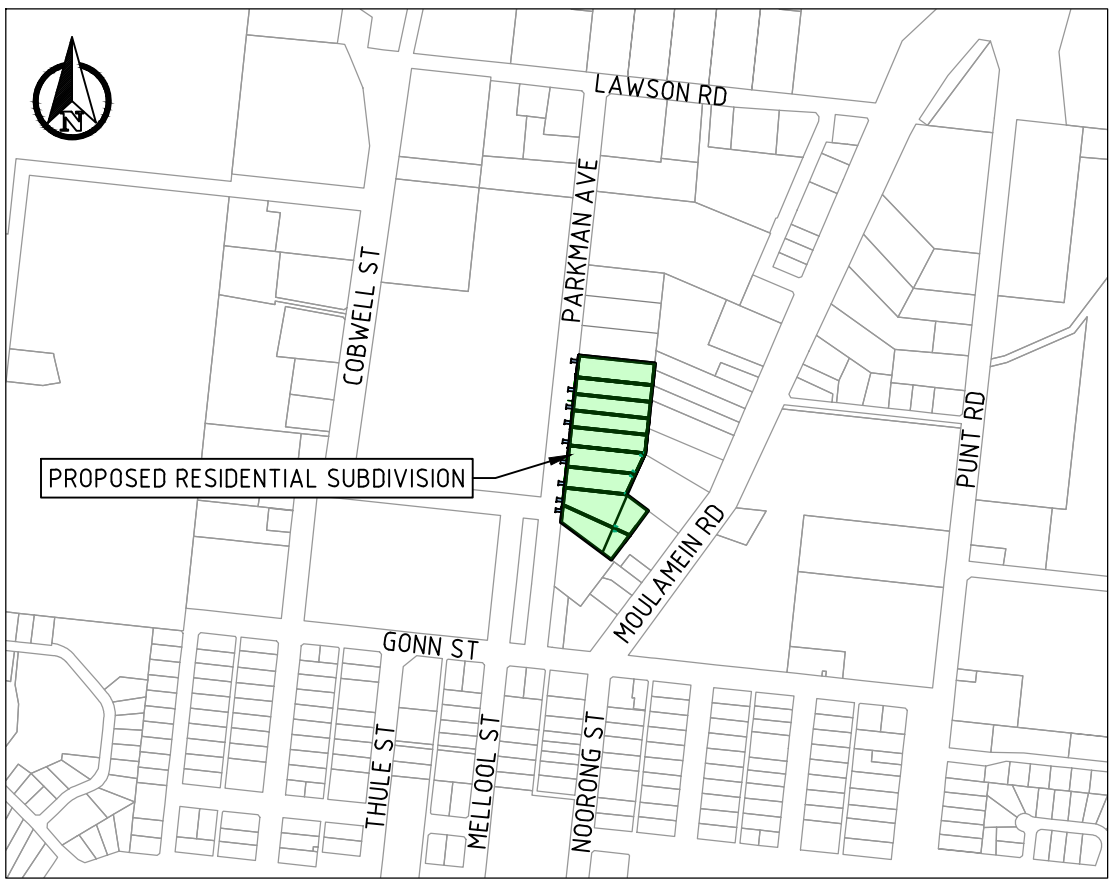 N
LAWSON RD
PARKMAN AVE
COBWELL ST
PUNT RD
PROPOSED RESIDENTIAL SUBDIVISION
MOULAMEIN RD
GONN ST
THULE ST
MELLOOL ST
NOORONG ST